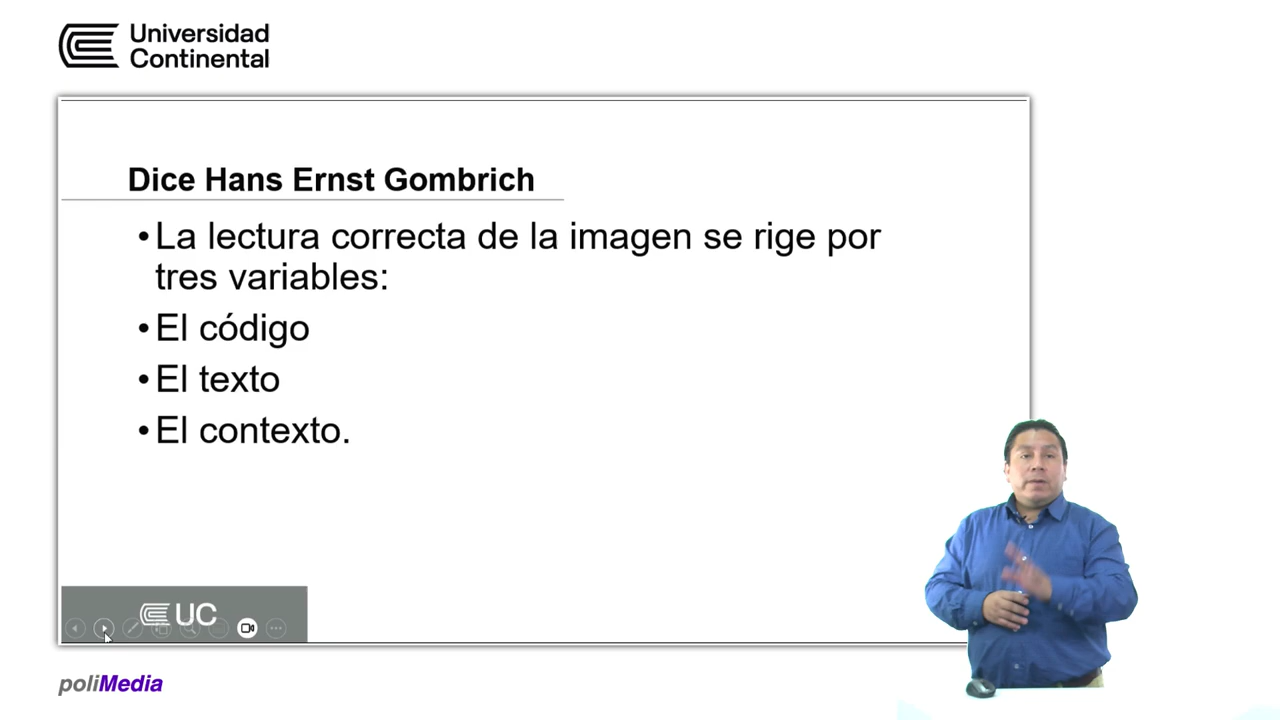 Universidad
Continental
Dice Hans Ernst Gombrich
•La lectura correcta de la imagen se rige por
tres variables:
•El código
•El texto
•El contexto.
UC
poliMedia